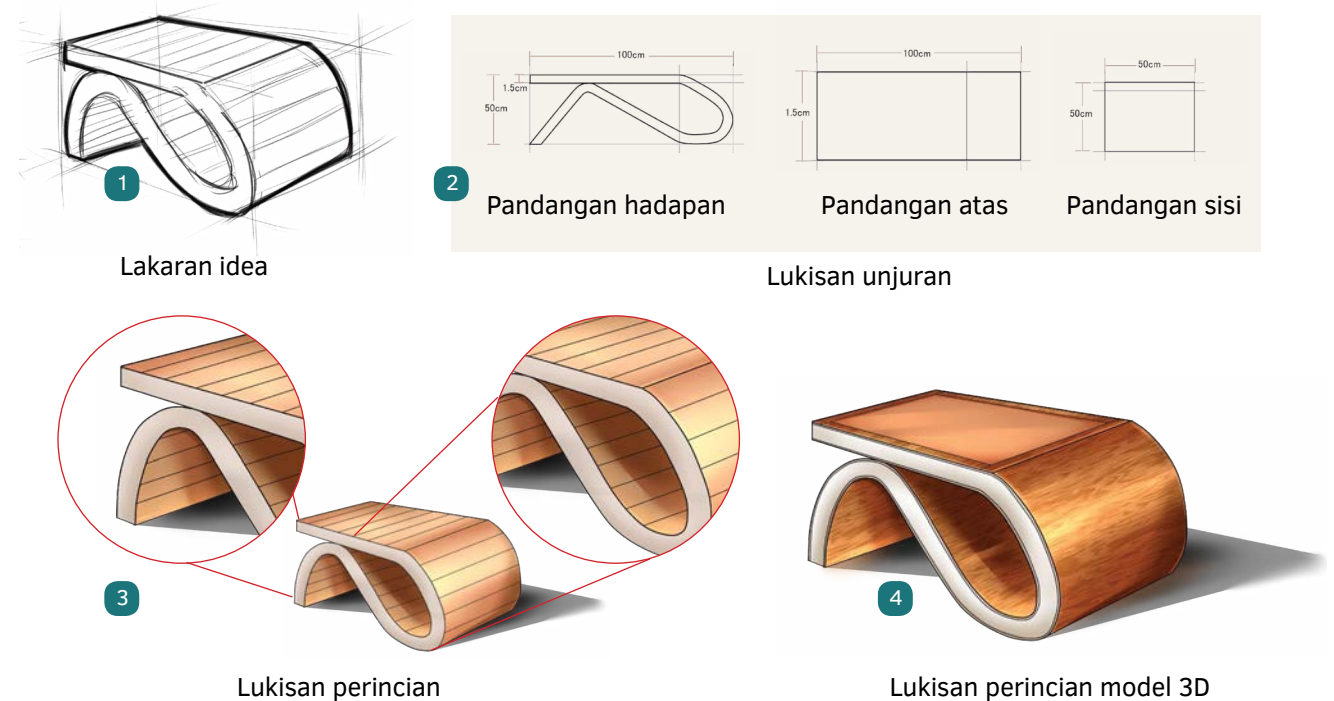 1
Lakaran idea
2
100cm
1.5cm
50cm
Pandangan hadapan
100cm
1.5cm
Pandangan atas
50cm
50cm
Pandangan sisi
Lukisan unjuran
3
Lukisan perincian
4
Lukisan perincian model 3D